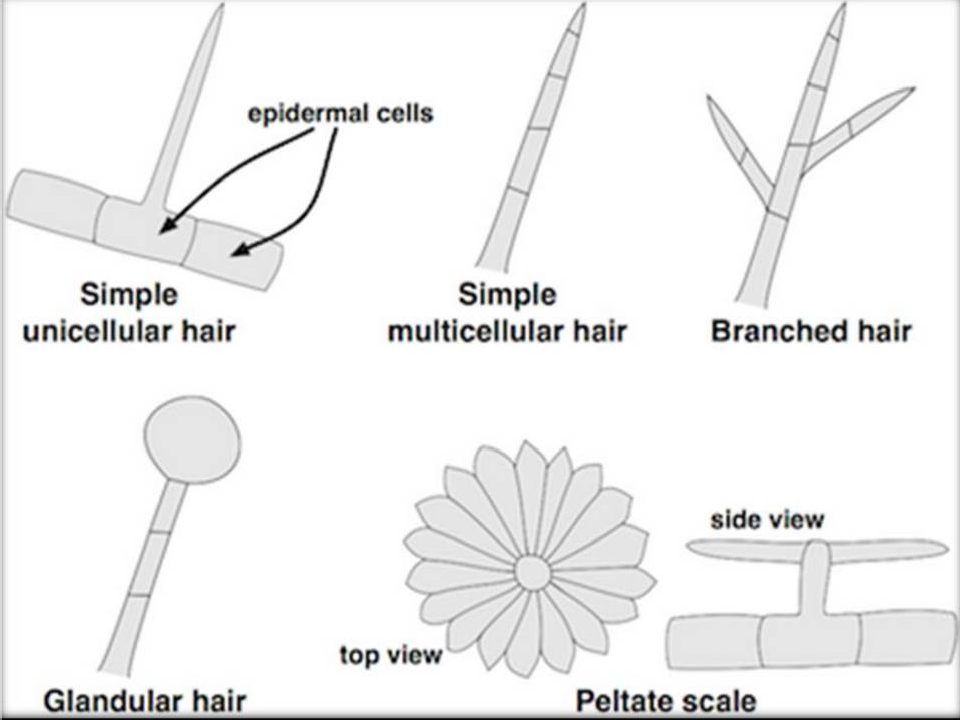 epidermal cells
Simple
unicellular hair
Simple
multicellular hair
Branched hair
side view
top view
Glandular hair
Peltate scale